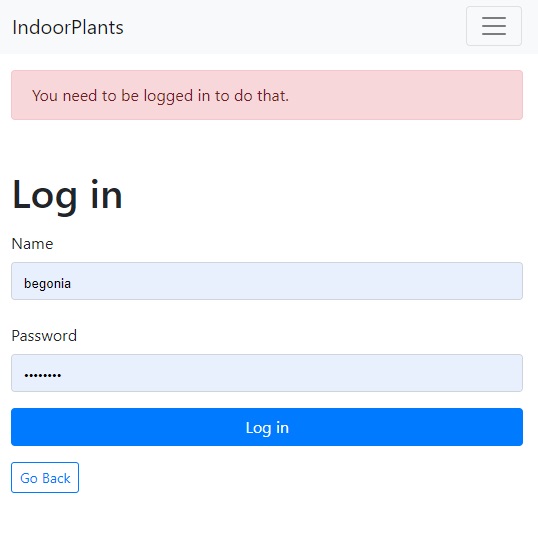 IndoorPlants
You need to be logged in to do that.
Log in
Name
begonia
Password
••••••••
Log in
Go Back